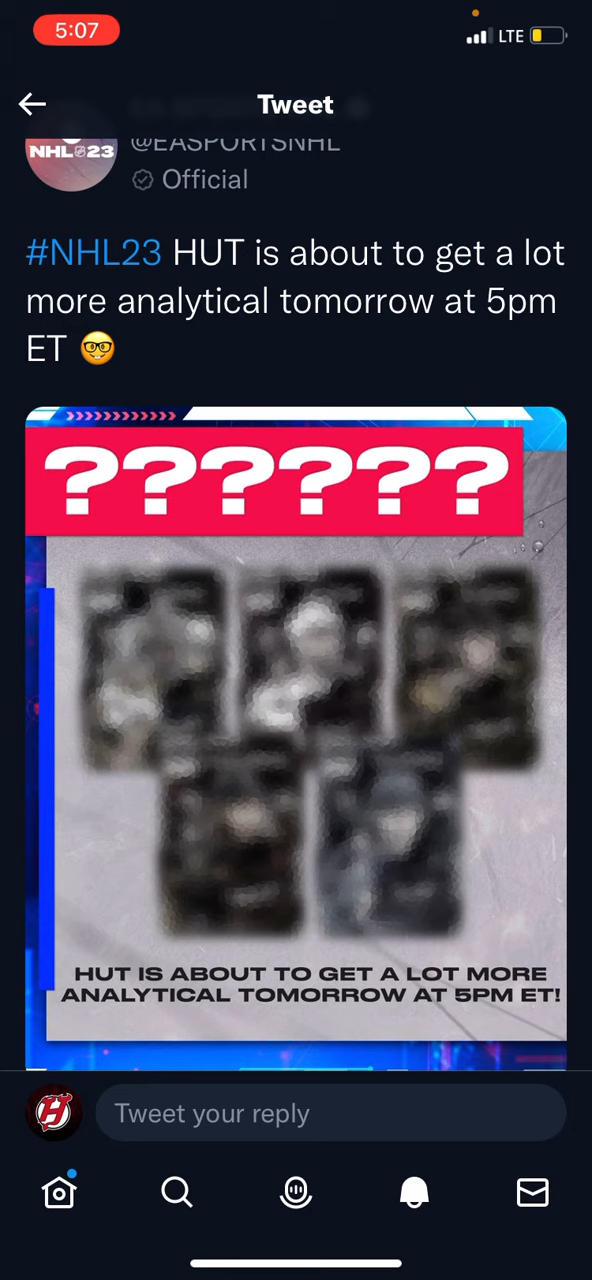 5:07
LTE
Tweet
NHL 23
@EASPORTSNHL
Official
#NHL23 HUT is about to get a lot
more analytical tomorrow at 5pm
ET 🤓
??????
HUT IS ABOUT TO GET A LOT MORE
ANALYTICAL TOMORROW AT 5PM ET!
H
Tweet your reply